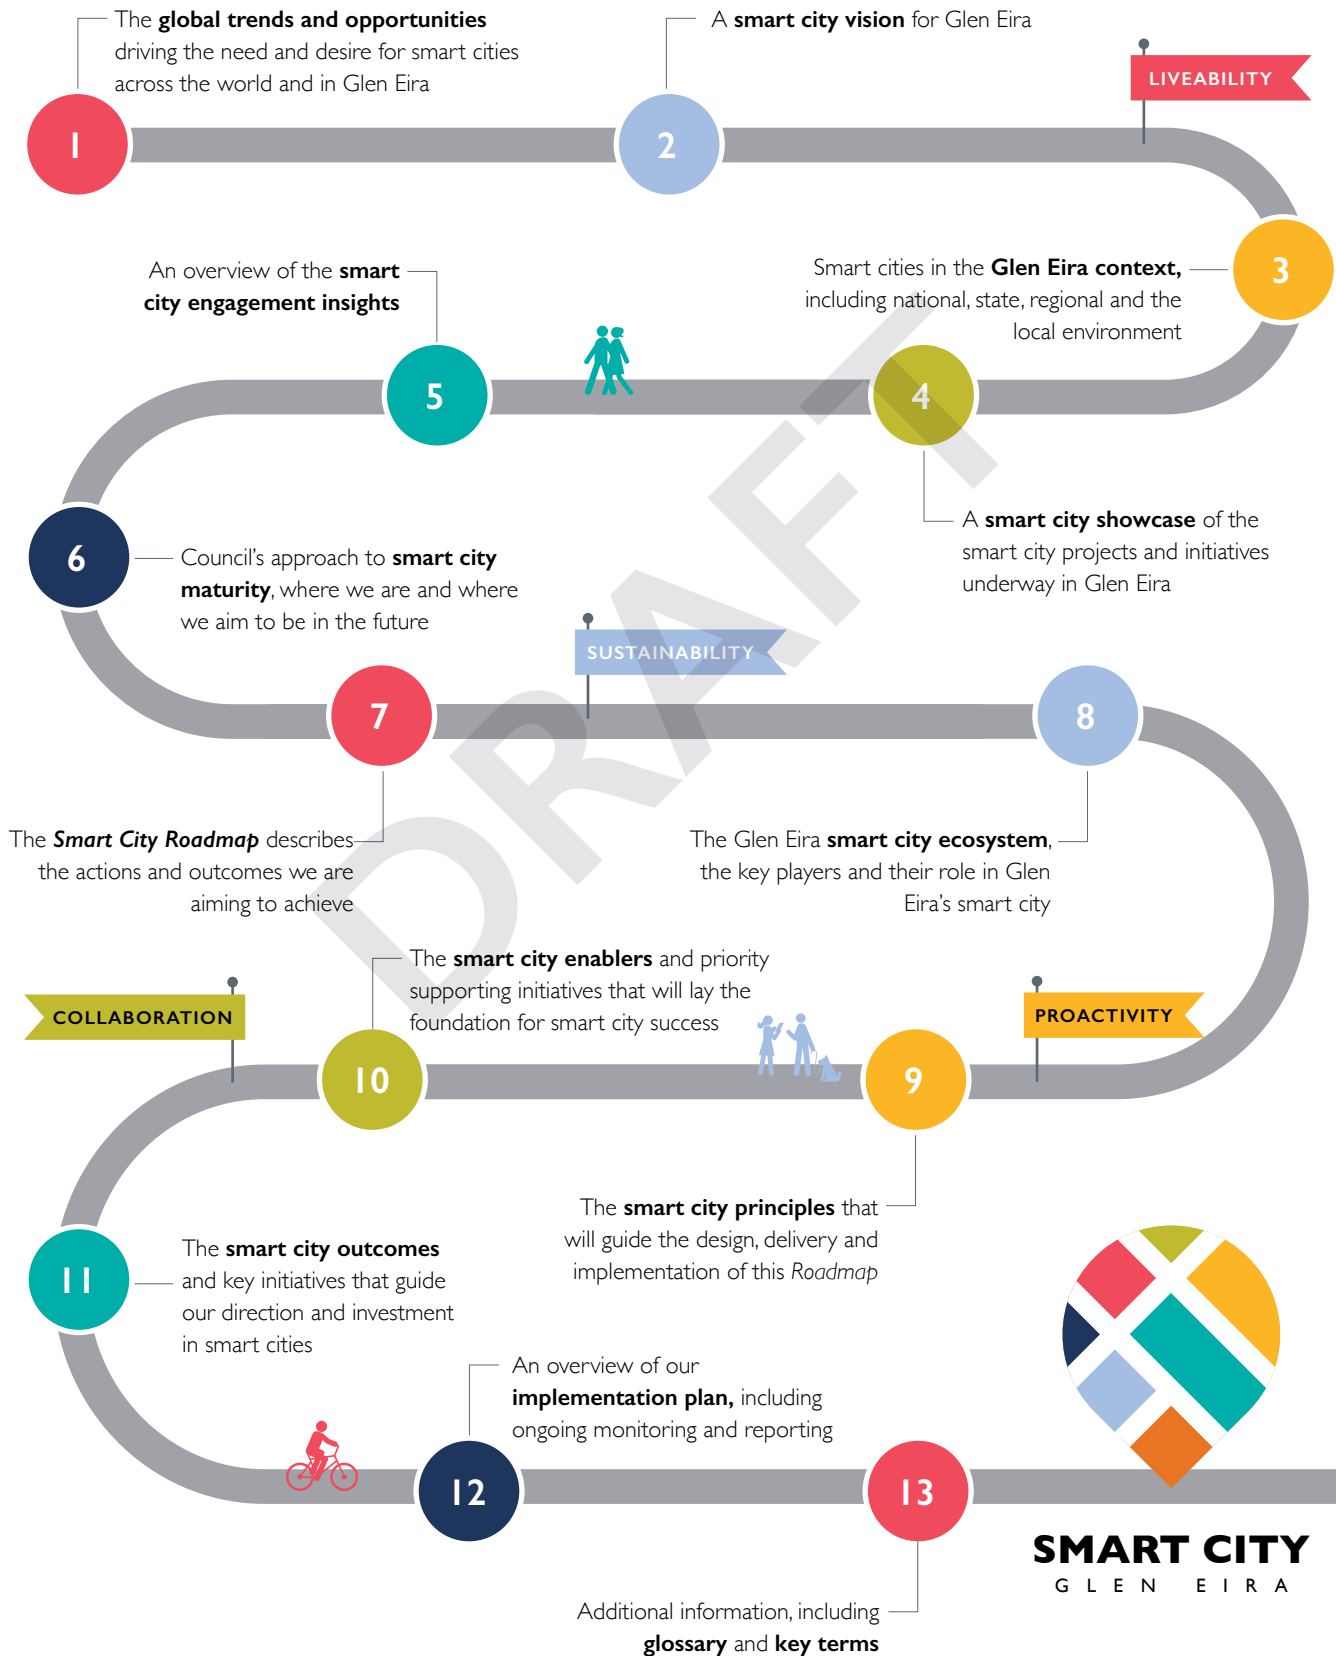 The global trends and opportunities
driving the need and desire for smart cities
across the world and in Glen Eira
1
A smart city vision for Glen Eira
2
LIVEABILITY
3
Smart cities in the Glen Eira context,
including national, state, regional and the
local environment
4
A smart city showcase of the
smart city projects and initiatives
underway in Glen Eira
An overview of the smart
city engagement insights
5
6
Council's approach to smart city
maturity, where we are and where
we aim to be in the future
7
The Smart City Roadmap describes
the actions and outcomes we are
aiming to achieve
SUSTAINABILITY
8
The Glen Eira smart city ecosystem,
the key players and their role in Glen
Eira's smart city
PROACTIVITY
9
The smart city principles that
will guide the design, delivery and
implementation of this Roadmap
The smart city enablers and priority
supporting initiatives that will lay the
foundation for smart city success
10
COLLABORATION
11
The smart city outcomes
and key initiatives that guide
our direction and investment
in smart cities
An overview of our
implementation plan, including
ongoing monitoring and reporting
12
13
Additional information, including
glossary and key terms
SMART CITY
GLEN EIRA
DRAFT